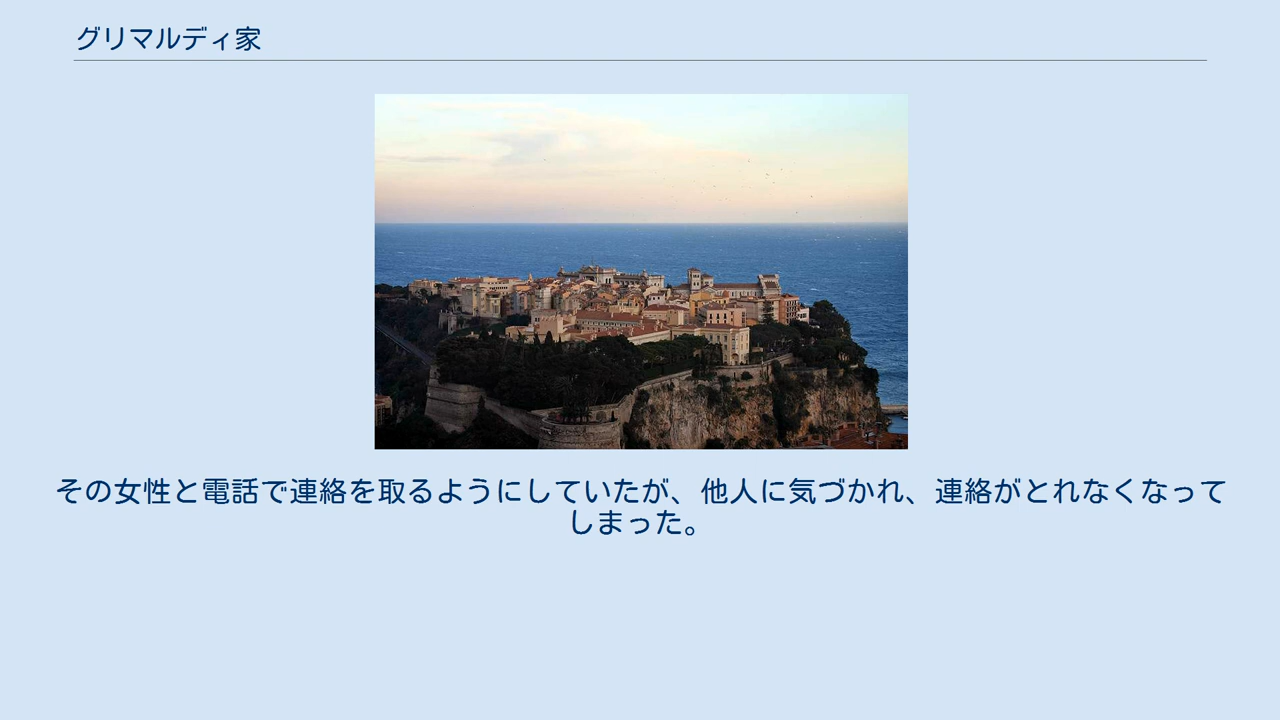 グリマルディ家
その女性と電話で連絡を取るようにしていたが、他人に気づかれ、連絡がとれなくなって
しまった。